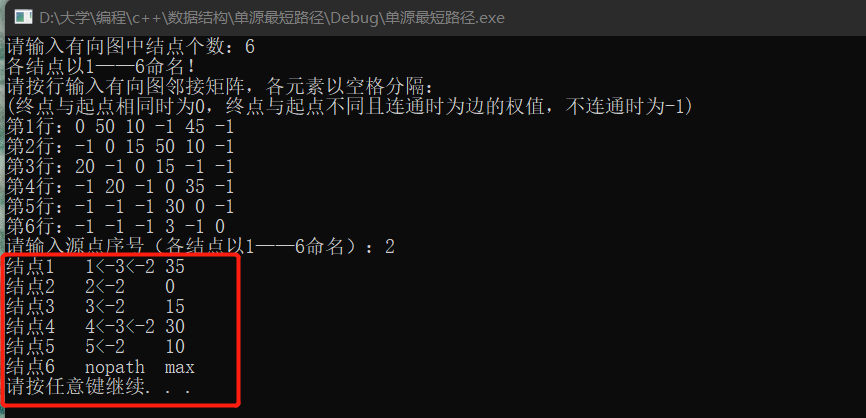 D:\大学\编程\c++\数据结构\单源最短路径\Debug\单源最短路径.exe
请输入有向图中结点个数：6
各结点以1——6命名！
请按行输入有向图邻接矩阵，各元素以空格分隔：
(终点与起点相同时为0，终点与起点不同且连通时为边的权值，不连通时为-1)
第1行：0 50 10 -1 45 -1
第2行：-1 0 15 50 10 -1
第3行：20 -1 0 15 -1 -1
第4行：-1 20 -1 0 35 -1
第5行：-1 -1 -1 30 0 -1
第6行：-1 -1 -1 3 -1 0
请输入源点序号（各结点以1——6命名）：2
结点1   1<-3<-2 35
结点2   2<-2    0
结点3   3<-2    15
结点4   4<-3<-2 30
结点5   5<-2    10
结点6   nopath  max
请按任意键继续. . .